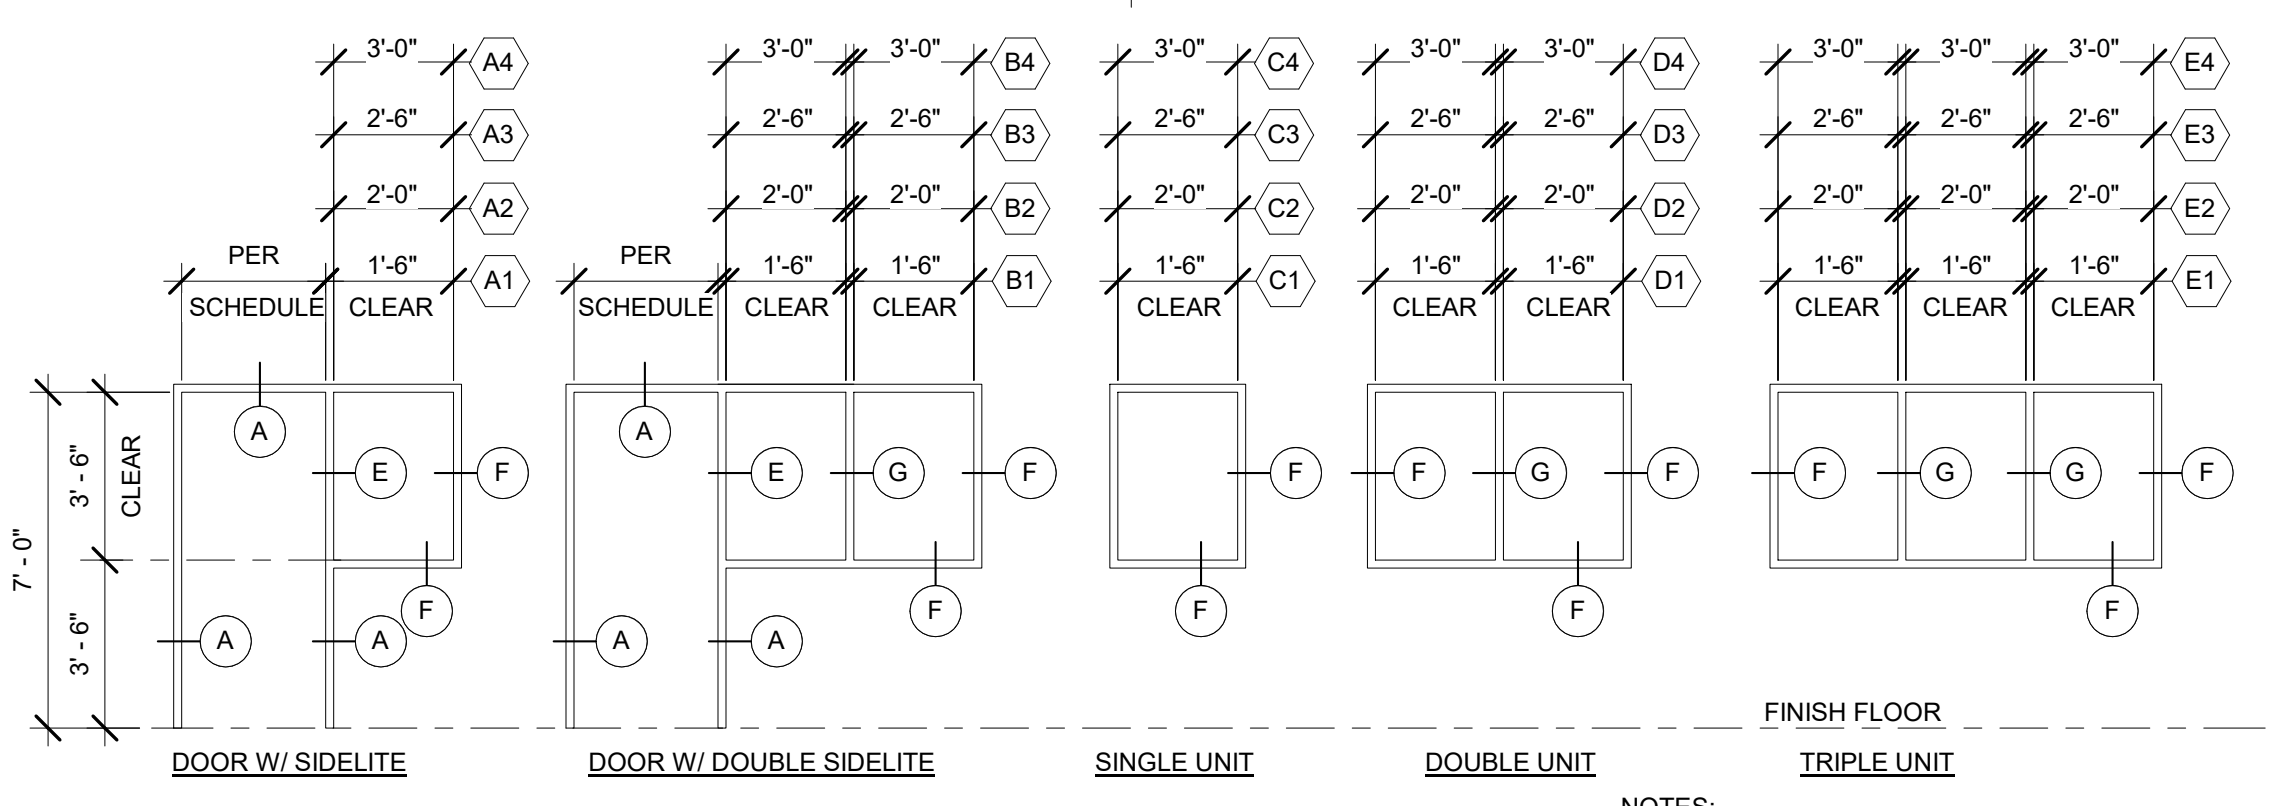 3'-0" A4 3'-0" 3'-0" B4 3'-0" C4 3'-0" 3'-0" D4 3'-0" 3'-0" 3'-0" E4
2'-6" A3 2'-6" 2'-6" B3 2'-6" C3 2'-6" 2'-6" D3 2'-6" 2'-6" 2'-6" E3
2'-0" A2 2'-0" 2'-0" B2 2'-0" C2 2'-0" 2'-0" D2 2'-0" 2'-0" 2'-0" E2
PER PER
1'-6" A1 1'-6" 1'-6" B1 1'-6" C1 1'-6" 1'-6" D1 1'-6" 1'-6" 1'-6" E1
SCHEDULE CLEAR SCHEDULE CLEAR CLEAR CLEAR CLEAR CLEAR CLEAR CLEAR CLEAR
A A
3' - 6" CLEAR E F E G F F F G F F G G F
7' - 0"
F F F F F
3' - 6" A A A A
FINISH FLOOR
DOOR W/ SIDELITE DOOR W/ DOUBLE SIDELITE SINGLE UNIT DOUBLE UNIT TRIPLE UNIT
NOTES: